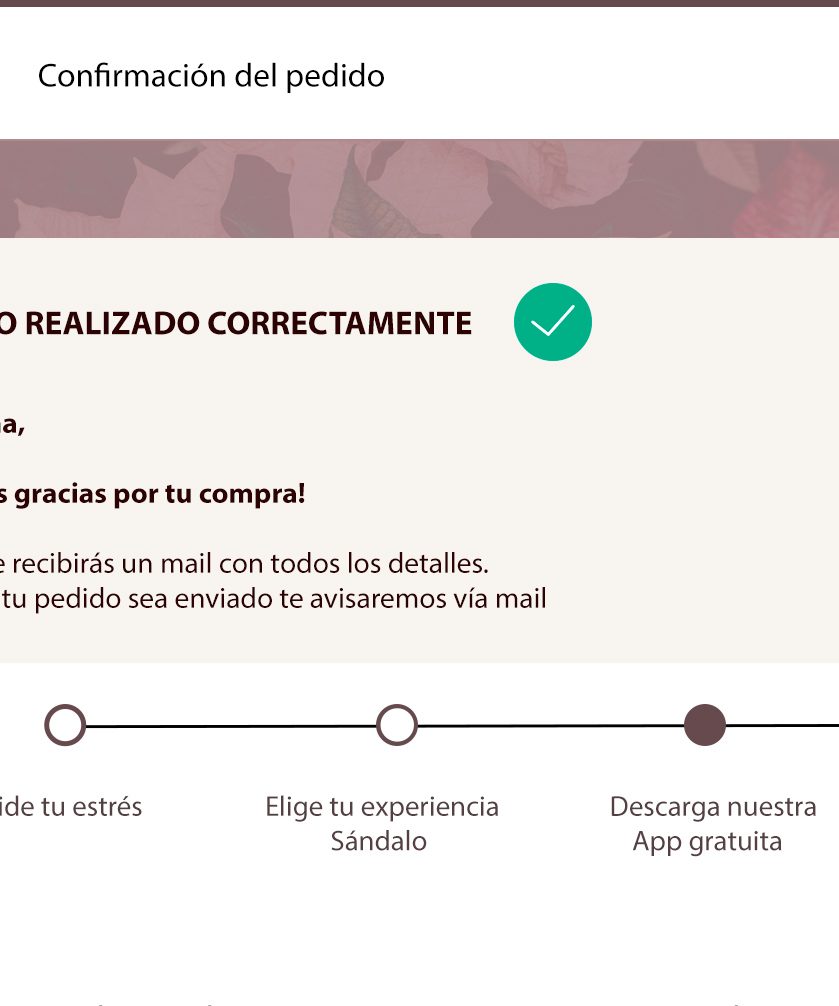 Confirmación del pedido
O REALIZADO CORRECTAMENTE
a,
s gracias por tu compra!
e recibirás un mail con todos los detalles.
tu pedido sea enviado te avisaremos vía mail
ide tu estrés
Elige tu experiencia
Sándalo
Descarga nuestra
App gratuita